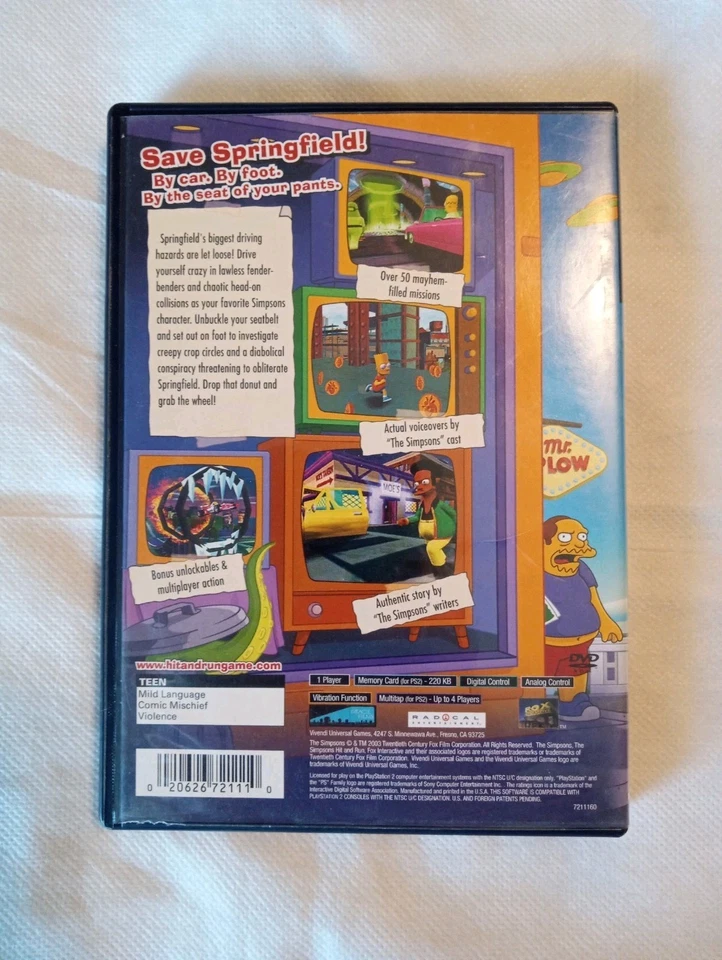 Save Springfield!
By car. By foot.
By the seat of your pants.
Springfield's biggest driving
hazards are let loose! Drive
yourself crazy in lawless fender-
benders and chaotic head-on
collisions as your favorite Simpsons
character. Unbuckle your seatbelt
and set out on foot to investigate
creepy crop circles and a diabolical
conspiracy threatening to obliterate
Springfield. Drop that donut and
grab the wheel!
Over 50 mayhem-
filled missions
Actual voiceovers by
"The Simpsons" cast
MOE'S
Bonus unlockables &
multiplayer action
Authentic story by
"The Simpsons" writers
Mr.
PLOW
www.hitandrungame.com
TEEN
Mild Language
Comic Mischief
Violence
1 Player
Memory Card (for PS2) - 220 KB
Digital Control
Analog Control
Vibration Function
Multitap (for PS2) - Up to 4 Players
DVD
RADICAL
ENTERTAINMENT
FOX
TM
Vivendi Universal Games, 4247 S. Minnewawa Ave., Fresno, CA 93725
The Simpsons © & TM 2003 Twentieth Century Fox Film Corporation. All Rights Reserved. The Simpsons, The
Simpsons Hit and Run, Fox Interactive and their associated logos are registered trademarks or trademarks of
Twentieth Century Fox Film Corporation. Vivendi Universal Games and the Vivendi Universal Games logo are
trademarks of Vivendi Universal Games, Inc.
Licensed for play on the PlayStation 2 computer entertainment systems with the NTSC U/C designation only. "PlayStation" and
the "PS" Family logo are registered trademarks of Sony Computer Entertainment Inc. The ratings icon is a trademark of the
Interactive Digital Software Association. Manufactured and printed in the U.S.A. THIS SOFTWARE IS COMPATIBLE WITH
PLAYSTATION 2 CONSOLES WITH THE NTSC U/C DESIGNATION. U.S. AND FOREIGN PATENTS PENDING.
0 20626 72111 0
7211160